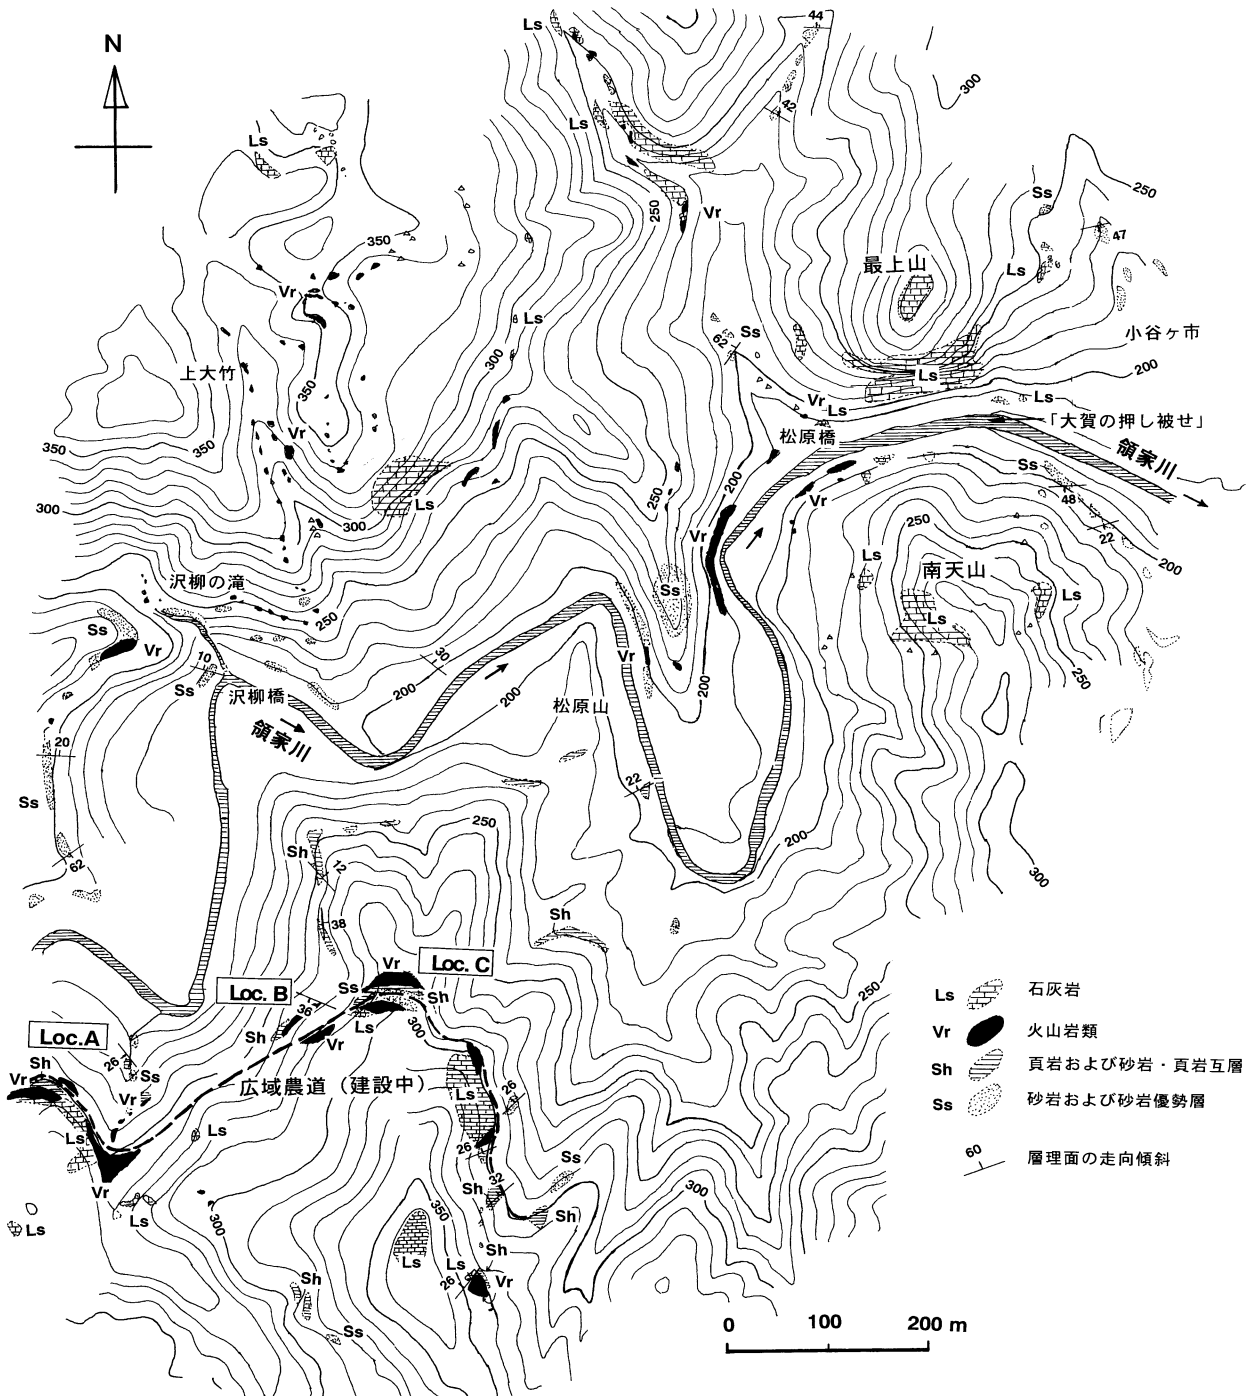 44
Ls
N
300
42
Ls
Ls
250
Ss
250
Vr
47
350
最上山
Ls
Vr
Ls
Ss
62
小谷ヶ市
300
上大竹
200
Ls
350
Vr
Ls
Ls
「大賀の押し被せ」
松原橋
Vr
領家川
350
350
Ss
200
48
Ls
250
Vr
300
300
250
22
Vr
Ls
南天山
200
沢柳の滝
Ss
Ls
Ls
250
Ss
Vr
10
30
Vr
250
Ss
沢柳橋
200
200
200
松原山
領家川
20
22
Ss
250
200
Sh
12
62
300
Sh
38
Vr
Loc. C
250
Loc. B
Ss
Sh
Ls
石灰岩
36
Ls
300
Vr
火山岩類
Loc.A
Sh
Vr
Sh
26
Ss
Sh
頁岩および砂岩・頁岩互層
Vr
広域農道(建設中)
26
Ls
Vr
Ss
砂岩および砂岩優勢層
Ls
Ls
26
60
層理面の走向傾斜
Ss
Vr
Sh
32
300
Ls
350
Sh
Ls
300
Sh
Ls
Ls
Sh
26
Vr
Ss
0
100
200 m